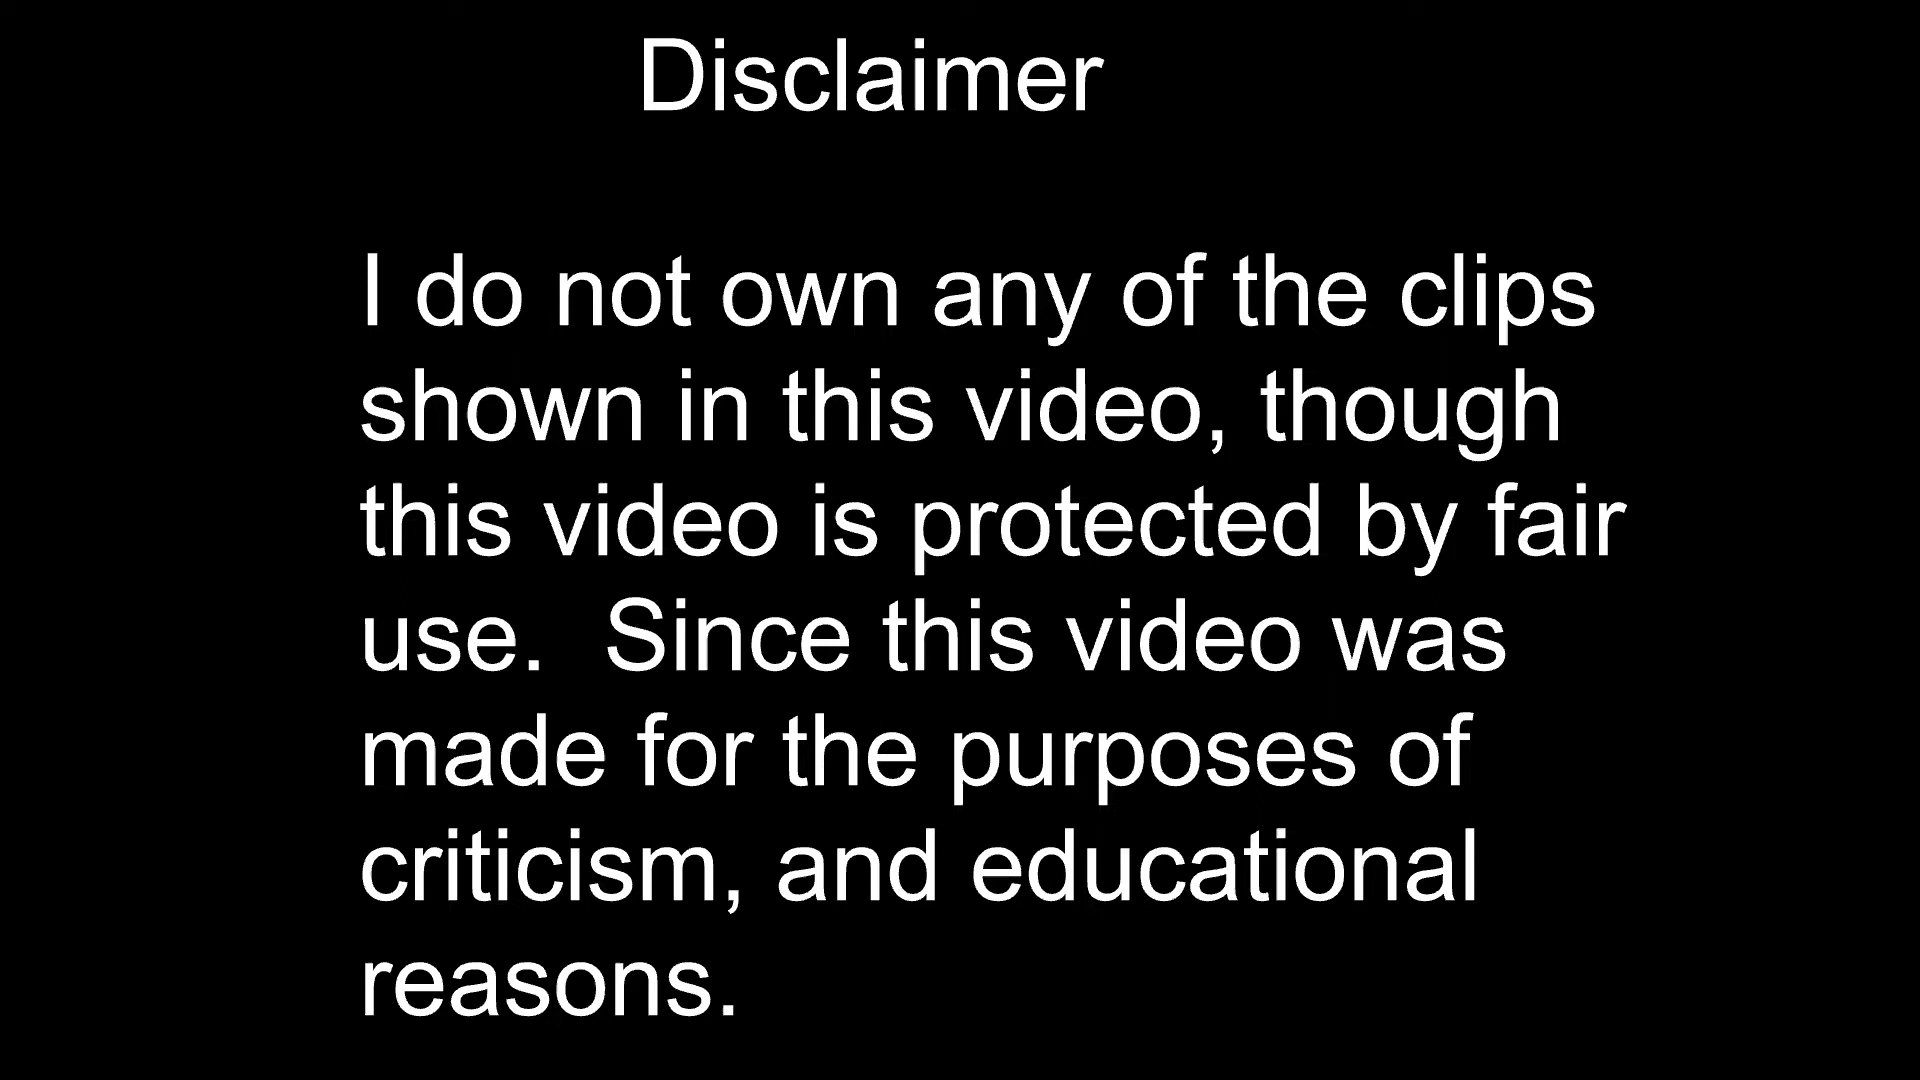 Disclaimer
I do not own any of the clips
shown in this video, though
this video is protected by fair
use.  Since this video was
made for the purposes of
criticism, and educational
reasons.